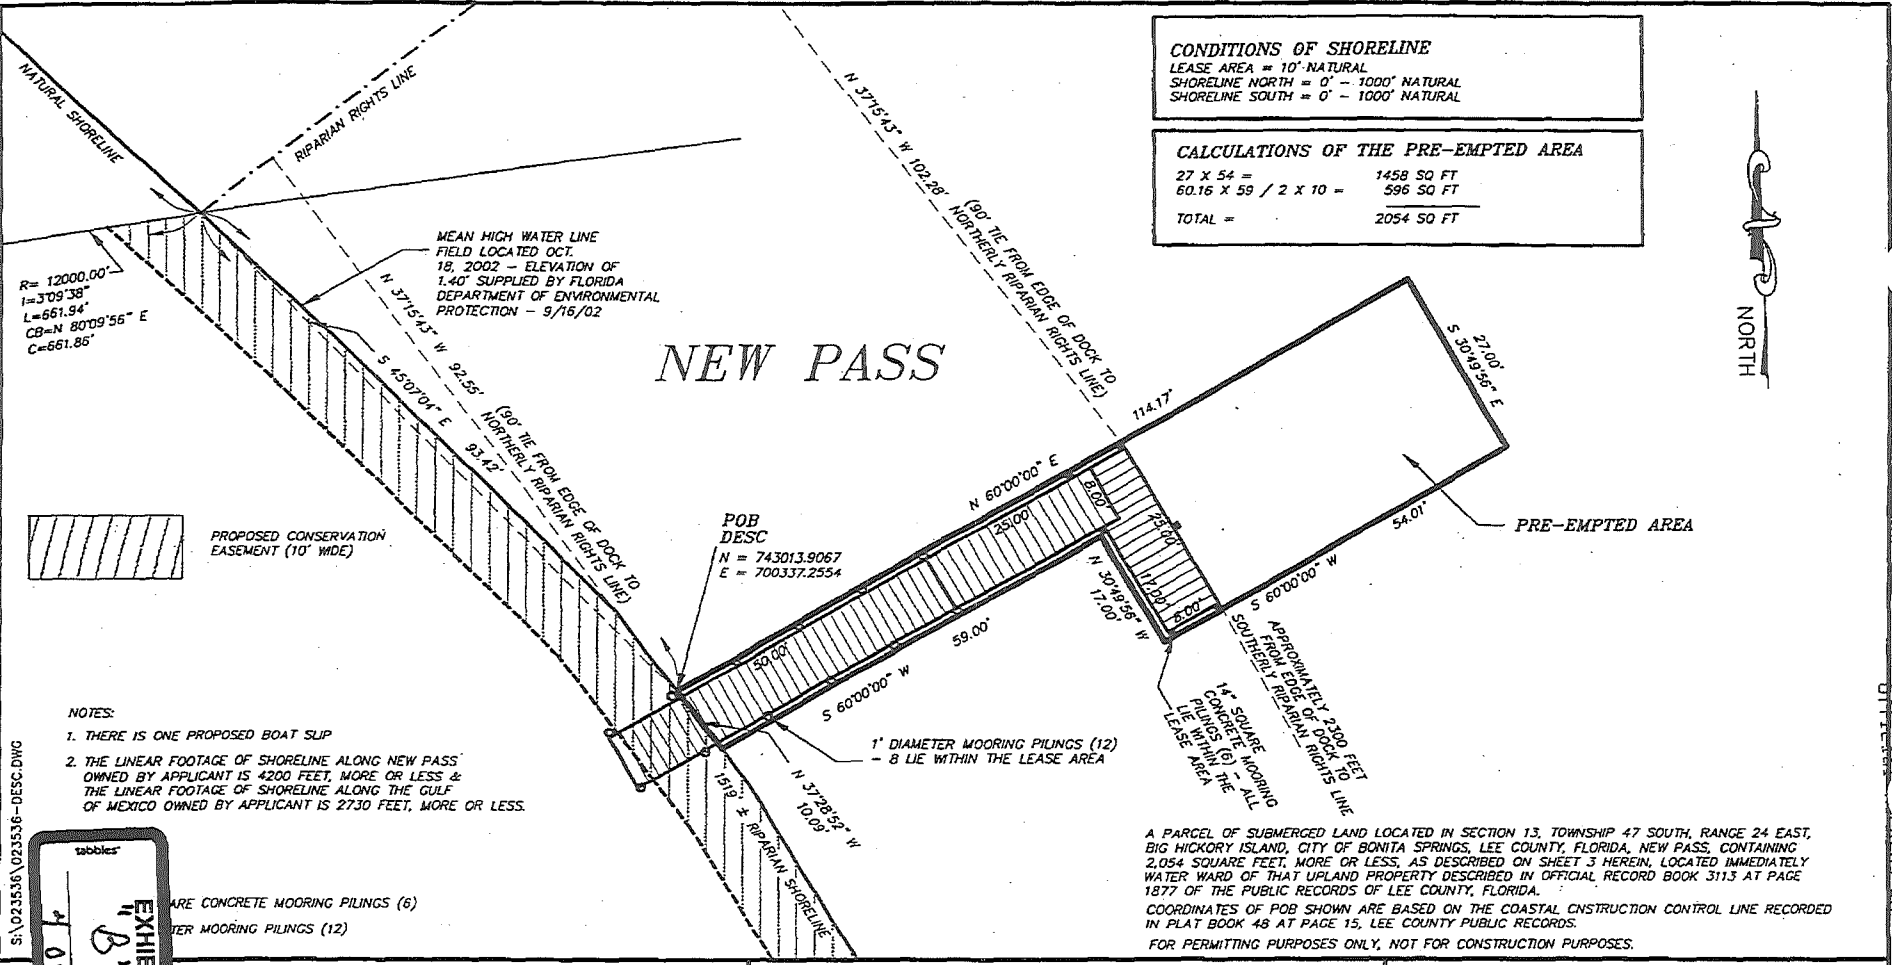 CONDITIONS OF SHORELINE
LEASE AREA = 10' NATURAL
SHORELINE NORTH = 0' - 1000' NATURAL
SHORELINE SOUTH = 0' - 1000' NATURAL
CALCULATIONS OF THE PRE-EMPTED AREA
27 X 54 = 1458 SQ FT
60.16 X 59 / 2 X 10 = 596 SQ FT
TOTAL = 2054 SQ FT
NORTH
NATURAL SHORELINE
RIPARIAN RIGHTS LINE
R= 12000.00'
I=3°09'38"
L=661.94'
CB=N 80°09'56" E
C=661.86'
MEAN HIGH WATER LINE
FIELD LOCATED OCT.
18, 2002 - ELEVATION OF
1.40' SUPPLIED BY FLORIDA
DEPARTMENT OF ENVIRONMENTAL
PROTECTION - 9/16/02
N 37°15'43" W 102.28'
(90° TIE FROM EDGE OF DOCK TO
NORTHERLY RIPARIAN RIGHTS LINE)
N 37°15'43" W 92.55'
(90° TIE FROM EDGE OF DOCK TO
NORTHERLY RIPARIAN RIGHTS LINE)
S 45°07'04" E
93.42'
NEW PASS
114.17'
N 60°00'00" E
27.00'
S 30°49'56" E
8.00'
25.00'
25.00'
17.00'
8.00'
50.00'
59.00'
S 60°00'00" W
N 30°49'56" W
17.00'
54.01'
S 60°00'00" W
PRE-EMPTED AREA
PROPOSED CONSERVATION
EASEMENT (10' WIDE)
POB
DESC
N = 743013.9067
E = 700337.2554
APPROXIMATELY 2300 FEET
FROM EDGE OF DOCK TO
SOUTHERLY RIPARIAN RIGHTS LINE
14" SQUARE
CONCRETE MOORING
PILINGS (6) - ALL
LIE WITHIN THE
LEASE AREA
1' DIAMETER MOORING PILINGS (12)
- 8 LIE WITHIN THE LEASE AREA
N 37°28'52" W
10.09'
1519' ± RIPARIAN SHORELINE
NOTES:
1. THERE IS ONE PROPOSED BOAT SLIP
2. THE LINEAR FOOTAGE OF SHORELINE ALONG NEW PASS
OWNED BY APPLICANT IS 4200 FEET, MORE OR LESS &
THE LINEAR FOOTAGE OF SHORELINE ALONG THE GULF
OF MEXICO OWNED BY APPLICANT IS 2730 FEET, MORE OR LESS.
ARE CONCRETE MOORING PILINGS (6)
TER MOORING PILINGS (12)
S:\023536\023536-DESC.DWG
tabbies'
EXHIB
"B"
A PARCEL OF SUBMERGED LAND LOCATED IN SECTION 13, TOWNSHIP 47 SOUTH, RANGE 24 EAST,
BIG HICKORY ISLAND, CITY OF BONITA SPRINGS, LEE COUNTY, FLORIDA, NEW PASS, CONTAINING
2,054 SQUARE FEET, MORE OR LESS, AS DESCRIBED ON SHEET 3 HEREIN, LOCATED IMMEDIATELY
WATER WARD OF THAT UPLAND PROPERTY DESCRIBED IN OFFICIAL RECORD BOOK 3113 AT PAGE
1877 OF THE PUBLIC RECORDS OF LEE COUNTY, FLORIDA.
COORDINATES OF POB SHOWN ARE BASED ON THE COASTAL CNSTRUCTION CONTROL LINE RECORDED
IN PLAT BOOK 48 AT PAGE 15, LEE COUNTY PUBLIC RECORDS.
FOR PERMITTING PURPOSES ONLY, NOT FOR CONSTRUCTION PURPOSES.